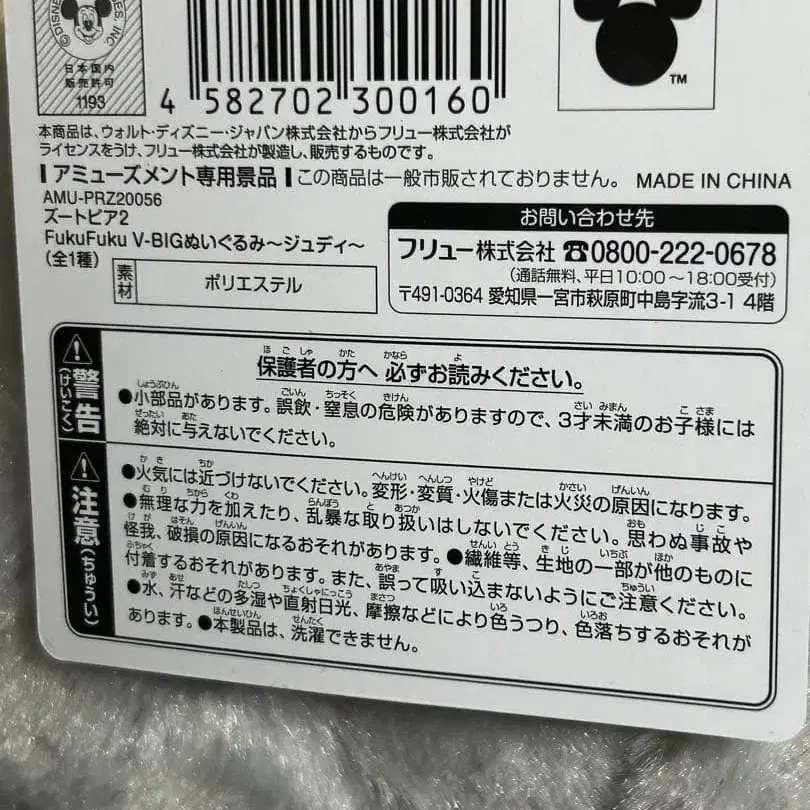 ©DISNEY
ES, INC
日本国内
販売許可
1193
4 582702 300160
TM
本商品は、ウォルト・ディズニー・ジャパン株式会社からフリュー株式会社が
ライセンスをうけ、フリュー株式会社が製造し、販売するものです。
アミューズメント専用景品 この商品は一般市販されておりません。 MADE IN CHINA
AMU-PRZ20056
ズートピア2
FukuFuku V-BIGぬいぐるみ～ジュディ～
(全1種)
素材 ポリエステル
お問い合わせ先
フリュー株式会社 ☎0800-222-0678
(通話無料、平日10:00～18:00受付)
〒491-0364 愛知県一宮市萩原町中島字流3-1 4階
警告(けいこく)
保護者の方へ 必ずお読みください。
●小部品があります。誤飲・窒息の危険がありますので、3才未満のお子様には
絶対に与えないでください。
注意(ちゅうい)
●火気には近づけないでください。変形・変質・火傷または火災の原因になります。
●無理な力を加えたり、乱暴な取り扱いはしないでください。思わぬ事故や
怪我、破損の原因になるおそれがあります。●繊維等、生地の一部が他のものに
付着するおそれがあります。また、誤って吸い込まないようにご注意ください。
●水、汗などの多湿や直射日光、摩擦などにより色うつり、色落ちするおそれが
あります。●本製品は、洗濯できません。